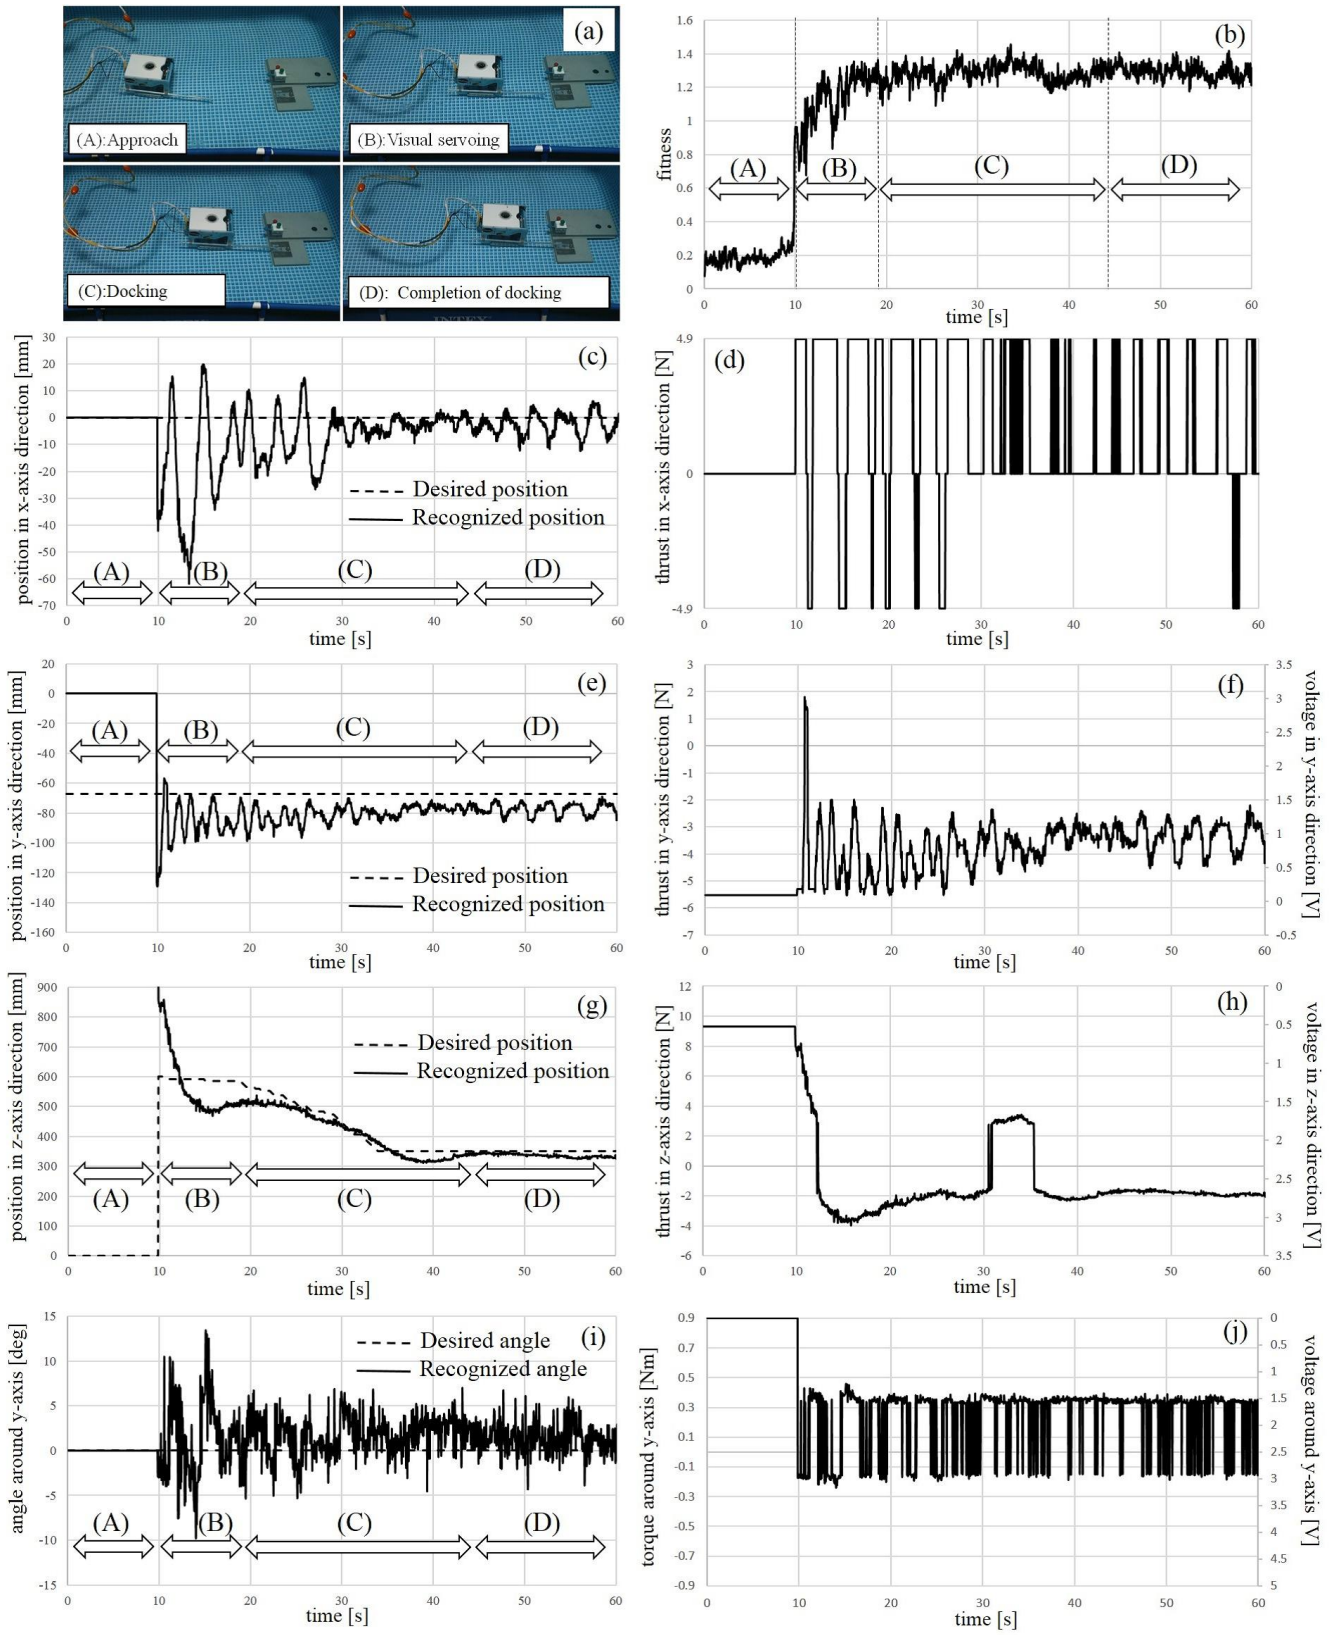 (a)
(A):Approach
(B):Visual servoing
(C):Docking
(D): Completion of docking
INTEX
(b)
fitness
1.6
1.4
1.2
1
0.8
0.6
0.4
0.2
0
(A)
(B)
(C)
(D)
0 10 20 30 40 50 60
time [s]
(c)
position in x-axis direction [mm]
30
20
10
0
-10
-20
-30
-40
-50
-60
-70
Desired position
Recognized position
(A)
(B)
(C)
(D)
0 10 20 30 40 50 60
time [s]
(d)
thrust in x-axis direction [N]
4.9
0
-4.9
0 10 20 30 40 50 60
time [s]
(e)
position in y-axis direction [mm]
20
0
-20
-40
-60
-80
-100
-120
-140
-160
(A)
(B)
(C)
(D)
Desired position
Recognized position
0 10 20 30 40 50 60
time [s]
(f)
thrust in y-axis direction [N]
3
2
1
0
-1
-2
-3
-4
-5
-6
-7
voltage in y-axis direction [V]
3.5
3
2.5
2
1.5
1
0.5
0
-0.5
0 10 20 30 40 50 60
time [s]
(g)
position in z-axis direction [mm]
900
800
700
600
500
400
300
200
100
0
Desired position
Recognized position
(A)
(B)
(C)
(D)
0 10 20 30 40 50 60
time [s]
(h)
thrust in z-axis direction [N]
12
10
8
6
4
2
0
-2
-4
-6
voltage in z-axis direction [V]
0
0.5
1
1.5
2
2.5
3
3.5
0 10 20 30 40 50 60
time [s]
(i)
angle around y-axis [deg]
15
10
5
0
-5
-10
-15
Desired angle
Recognized angle
(A)
(B)
(C)
(D)
0 10 20 30 40 50 60
time [s]
(j)
torque around y-axis [Nm]
0.9
0.7
0.5
0.3
0.1
-0.1
-0.3
-0.5
-0.7
-0.9
voltage around y-axis [V]
0
0.5
1
1.5
2
2.5
3
3.5
4
4.5
5
0 10 20 30 40 50 60
time [s]